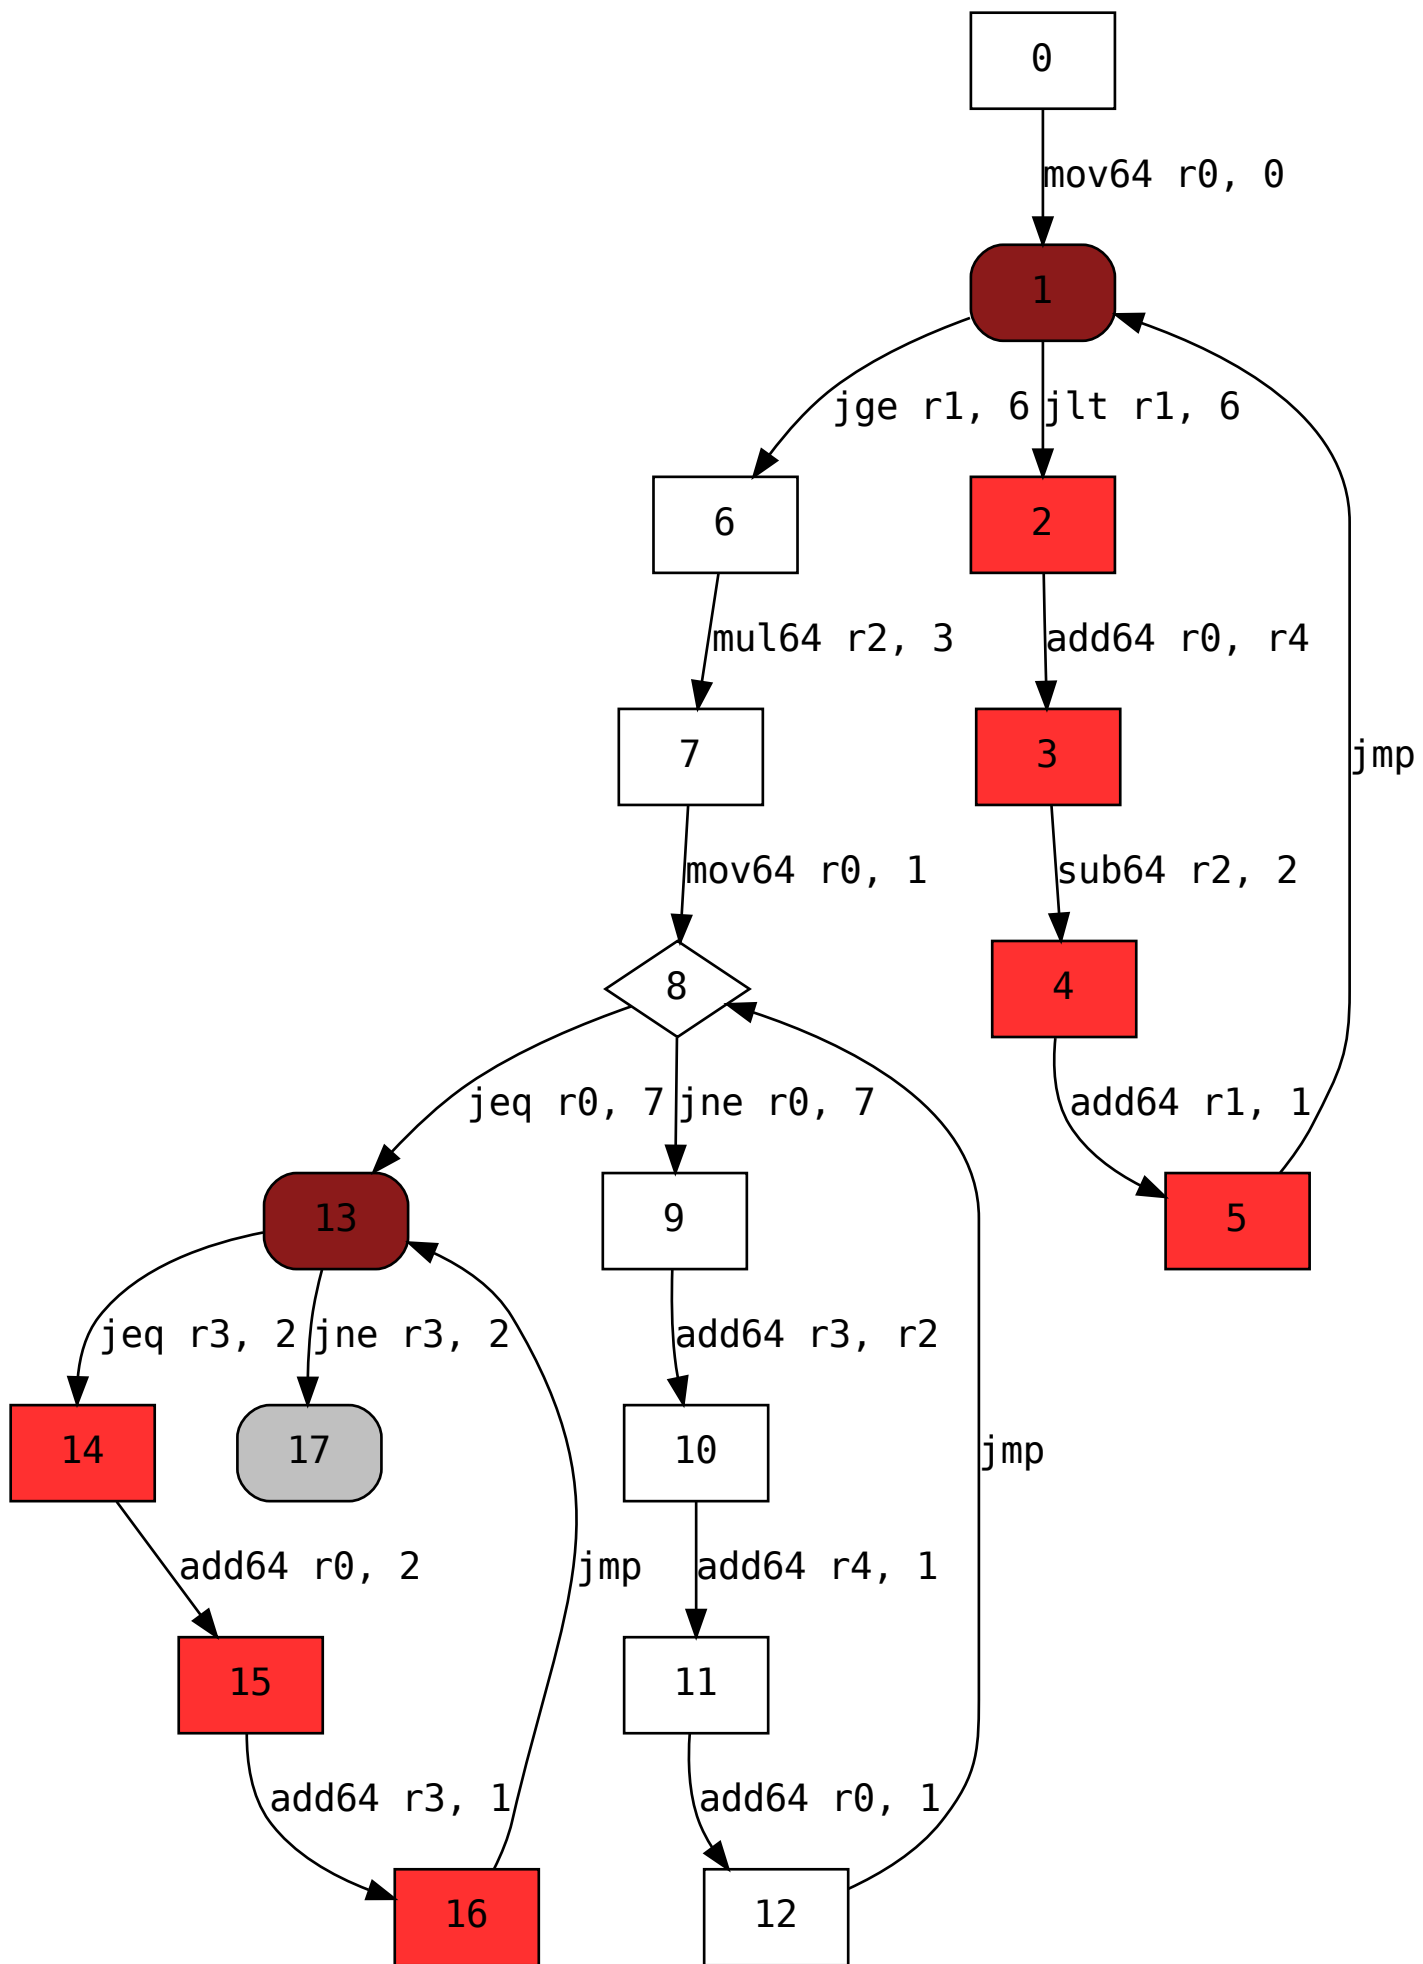 0
mov64 r0, 0
1
jge r1, 6
jlt r1, 6
6
2
mul64 r2, 3
add64 r0, r4
7
3
jmp
mov64 r0, 1
sub64 r2, 2
8
4
jeq r0, 7
jne r0, 7
add64 r1, 1
13
9
5
jeq r3, 2
jne r3, 2
add64 r3, r2
14
17
10
jmp
add64 r0, 2
jmp
add64 r4, 1
15
11
add64 r3, 1
add64 r0, 1
16
12